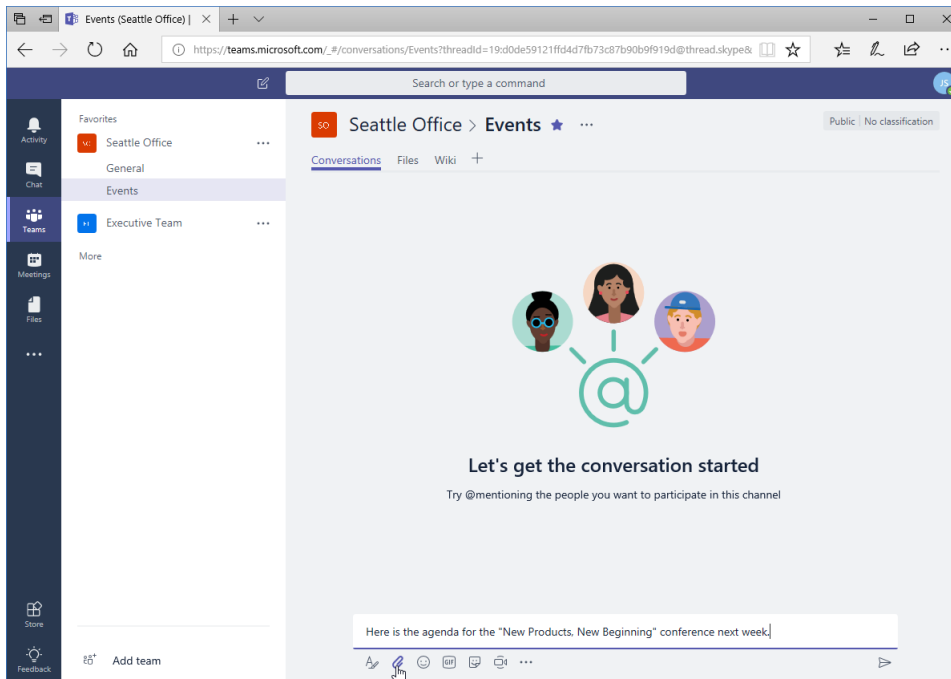 Events (Seattle Office) |
https://teams.microsoft.com/_#/conversations/Events?threadId=19:d0de59121ffd4d7fb73c87b90b9f919d@thread.skype&
Search or type a command
JS
Activity
Chat
Teams
Meetings
Files
Store
Feedback
Favorites
Seattle Office
General
Events
Executive Team
More
Add team
SO
Seattle Office > Events
Public | No classification
Conversations Files Wiki
@
Let's get the conversation started
Try @mentioning the people you want to participate in this channel
Here is the agenda for the "New Products, New Beginning" conference next week.
GIF